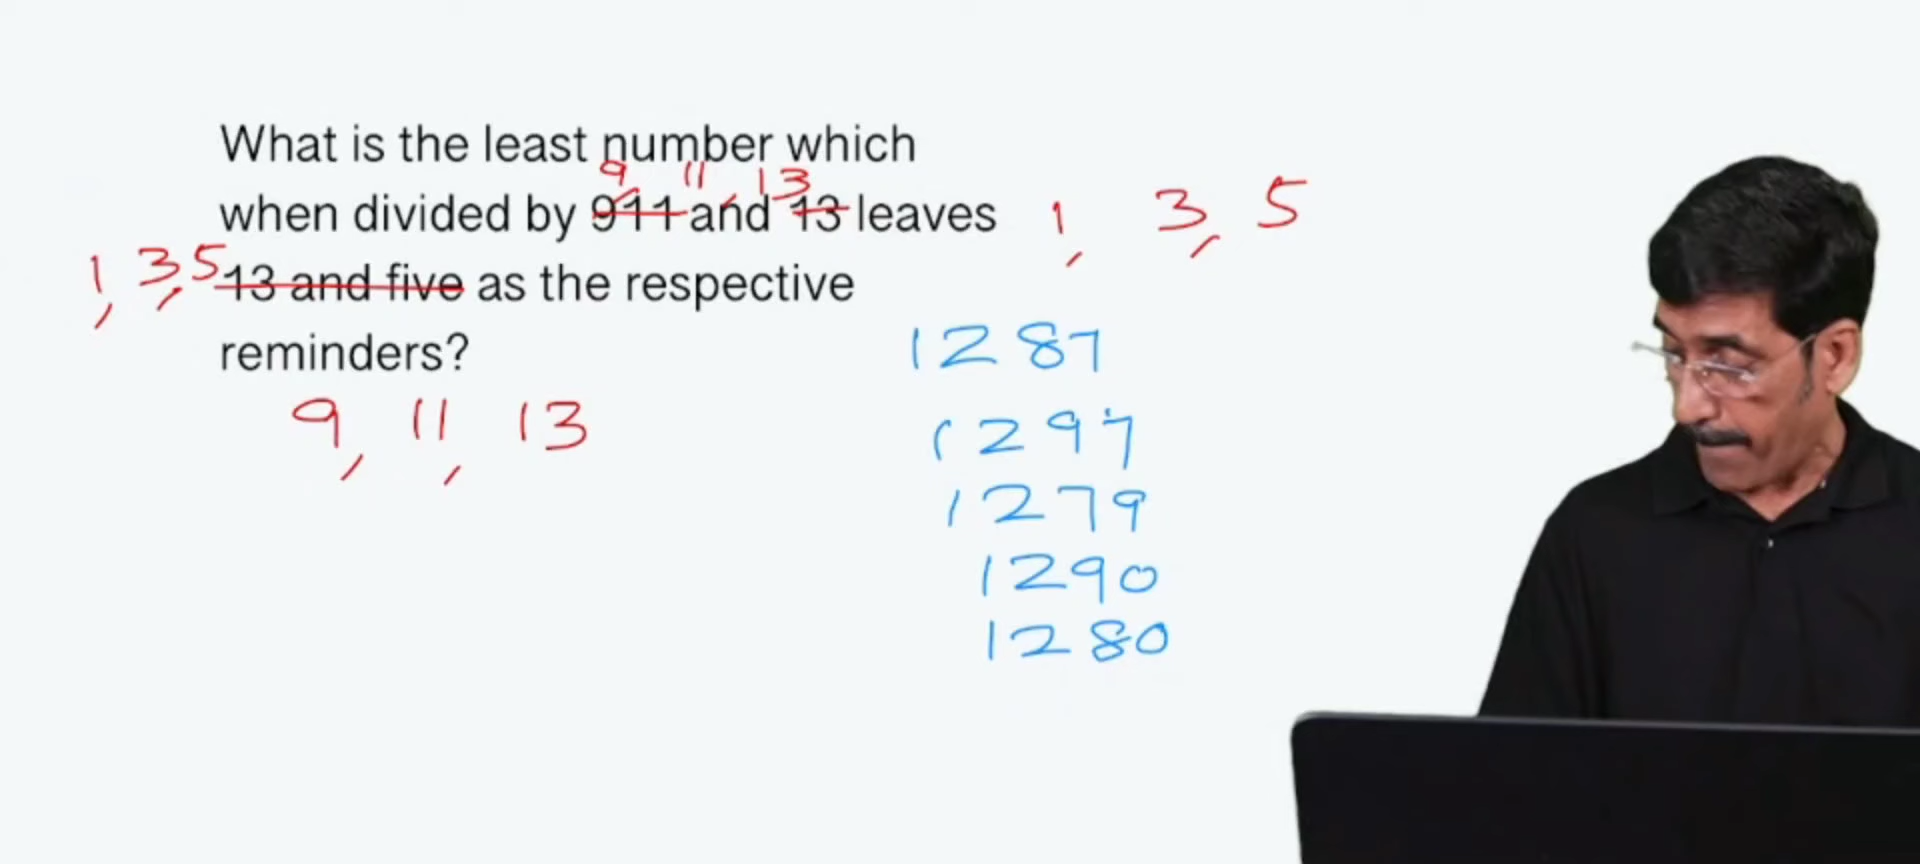 What is the least number which
9, 11, 13
when divided by 911 and 13 leaves 1, 3, 5
1, 3, 5 13 and five as the respective
reminders?
9, 11, 13
1287
1297
1279
1290
1280